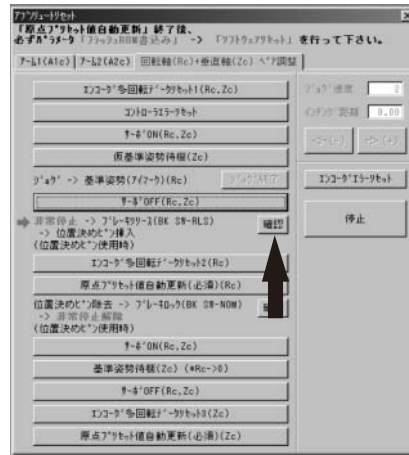 アブソリュートリセット
「原点プリセット値自動更新」終了後、
必ずパラメータ「フラッシュROM書込み」 -> 「ソフトウェアリセット」 を行って下さい。
アーム1(A1c) アーム2(A2c) 回転軸(Rc)+垂直軸(Zc) ペア調整
エンコーダ多回転データリセット1(Rc,Zc)
コントローラエラーリセット
サーボON(Rc,Zc)
仮基準姿勢待機(Zc)
ジョグ -> 基準姿勢(アイマーク)(Rc) ジョグ終了
サーボOFF(Rc,Zc)
非常停止 -> ブレーキリリース(BK SW-RLS)
-> 位置決めピン挿入
(位置決めピン使用時)
確認
エンコーダ多回転データリセット2(Rc)
原点プリセット値自動更新(必須)(Rc)
位置決めピン除去 -> ブレーキロック(BK SW-NOM)
-> 非常停止解除
(位置決めピン使用時)
サーボON(Rc,Zc)
基準姿勢待機(Zc) (*Rc->0)
サーボOFF(Rc,Zc)
エンコーダ多回転データリセット3(Zc)
原点プリセット値自動更新(必須)(Zc)
ジョグ速度 2
インチング距離 0.00
<-(-) ->(+)
エンコーダエラーリセット
停止